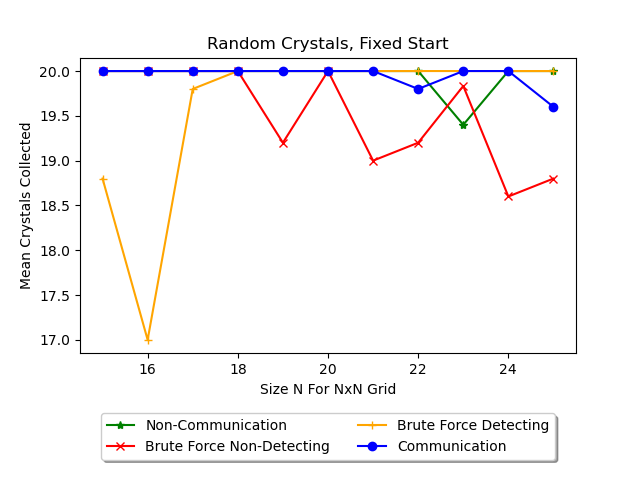 Random Crystals, Fixed Start
Mean Crystals Collected
20.0
19.5
19.0
18.5
18.0
17.5
17.0
16 18 20 22 24
Size N For NxN Grid
Non-Communication
Brute Force Non-Detecting
Brute Force Detecting
Communication